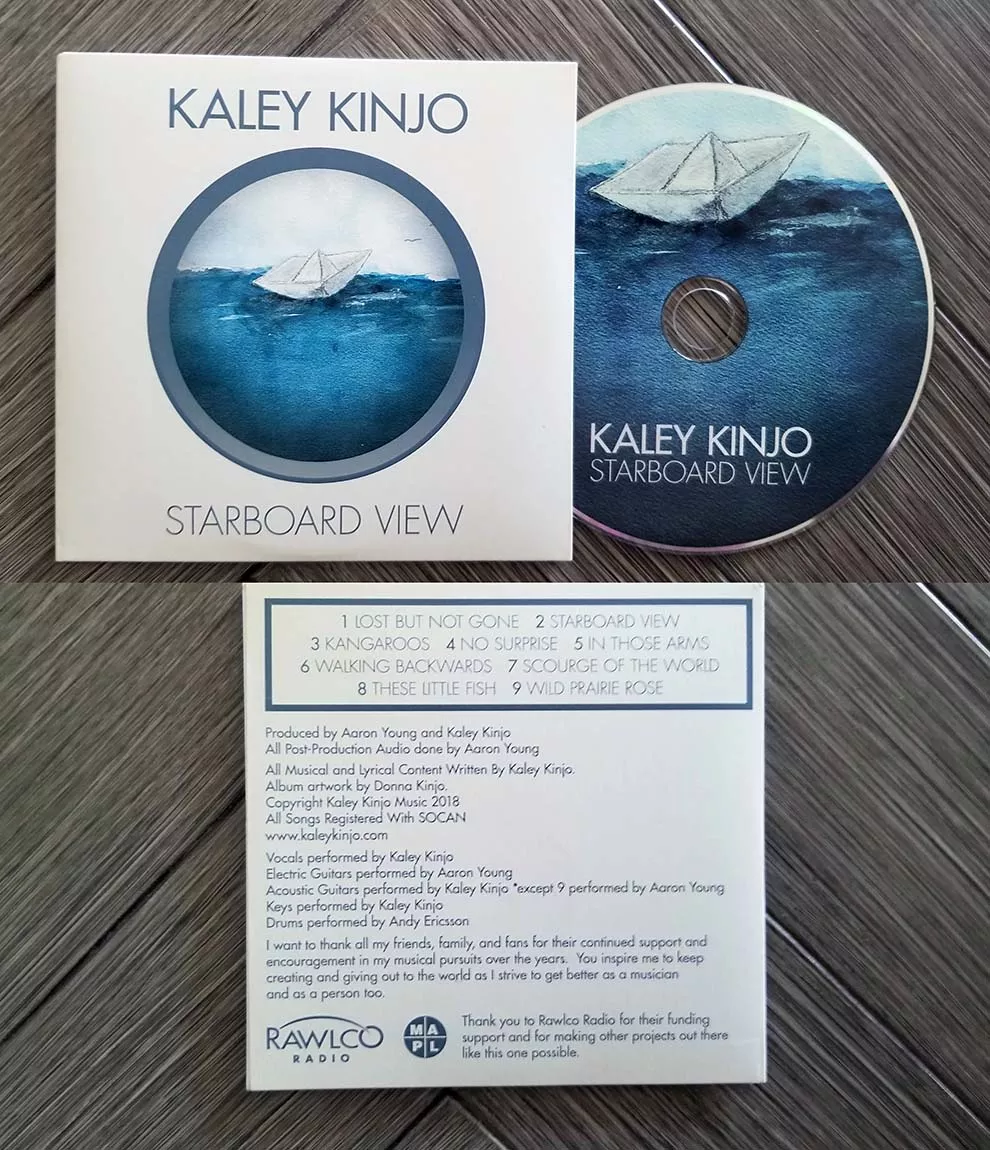 KALEY KINJO
STARBOARD VIEW
KALEY KINJO
STARBOARD VIEW
1 LOST BUT NOT GONE 2 STARBOARD VIEW
3 KANGAROOS 4 NO SURPRISE 5 IN THOSE ARMS
6 WALKING BACKWARDS 7 SCOURGE OF THE WORLD
8 THESE LITTLE FISH 9 WILD PRAIRIE ROSE
Produced by Aaron Young and Kaley Kinjo
All Post-Production Audio done by Aaron Young
All Musical and Lyrical Content Written By Kaley Kinjo.
Album artwork by Donna Kinjo.
Copyright Kaley Kinjo Music 2018
All Songs Registered With SOCAN
www.kaleykinjo.com
Vocals performed by Kaley Kinjo
Electric Guitars performed by Aaron Young
Acoustic Guitars performed by Kaley Kinjo *except 9 performed by Aaron Young
Keys performed by Kaley Kinjo
Drums performed by Andy Ericsson
I want to thank all my friends, family, and fans for their continued support and
encouragement in my musical pursuits over the years. You inspire me to keep
creating and giving out to the world as I strive to get better as a musician
and as a person too.
RAWLCO
RADIO
MA
PL
Thank you to Rawlco Radio for their funding
support and for making other projects out there
like this one possible.